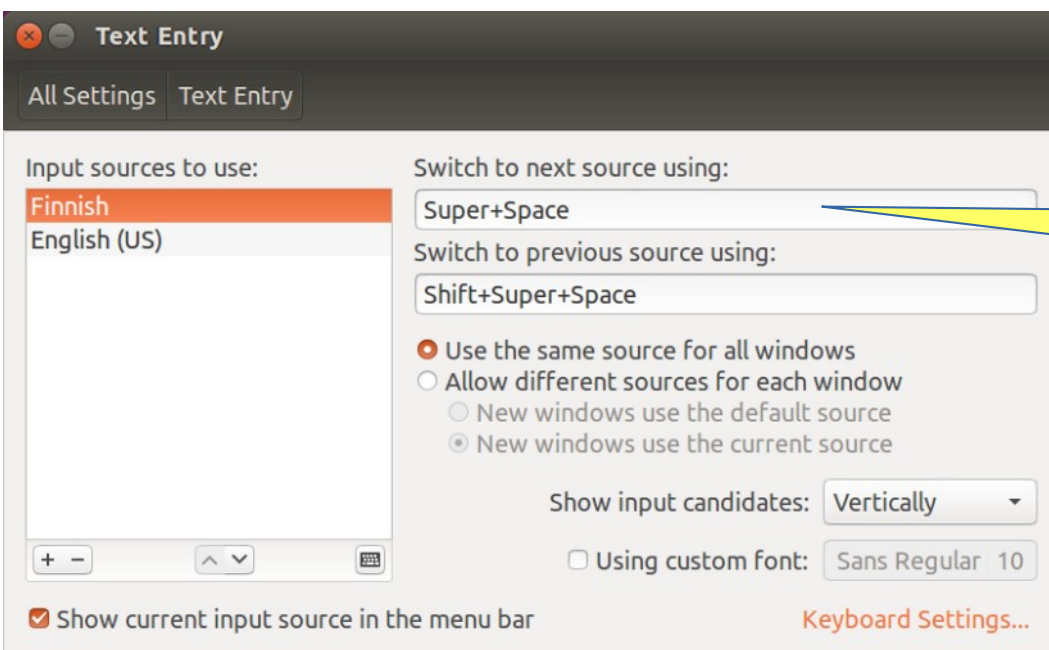 Text Entry
All Settings Text Entry
Input sources to use:
Finnish
English (US)
Switch to next source using:
Super+Space
Switch to previous source using:
Shift+Super+Space
Use the same source for all windows
Allow different sources for each window
New windows use the default source
New windows use the current source
Show input candidates: Vertically
Using custom font: Sans Regular 10
Show current input source in the menu bar
Keyboard Settings...